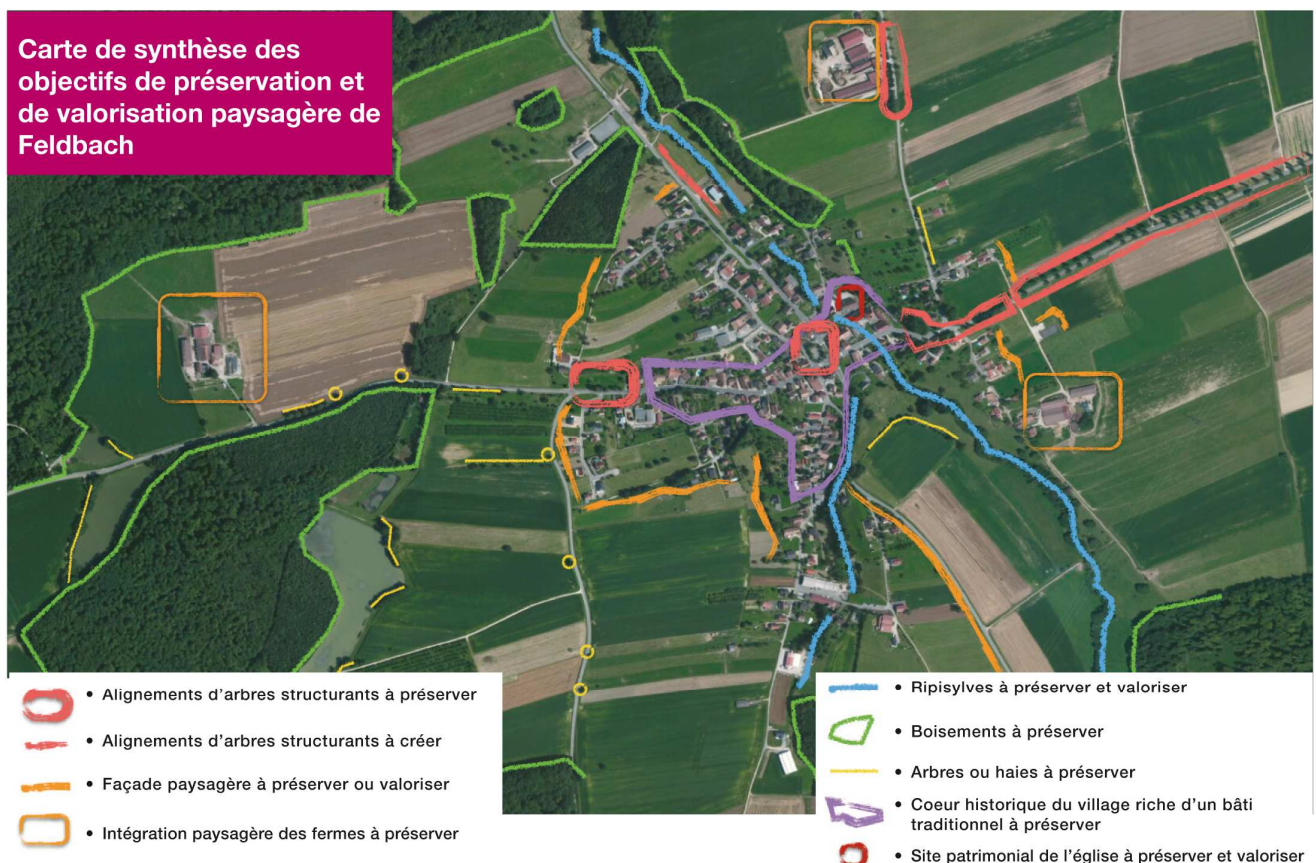 Carte de synthèse des
objectifs de préservation et
de valorisation paysagère de
Feldbach
• Alignements d'arbres structurants à préserver
• Alignements d'arbres structurants à créer
• Façade paysagère à préserver ou valoriser
• Intégration paysagère des fermes à préserver
• Ripisylves à préserver et valoriser
• Boisements à préserver
• Arbres ou haies à préserver
• Coeur historique du village riche d'un bâti
traditionnel à préserver
• Site patrimonial de l'église à préserver et valoriser